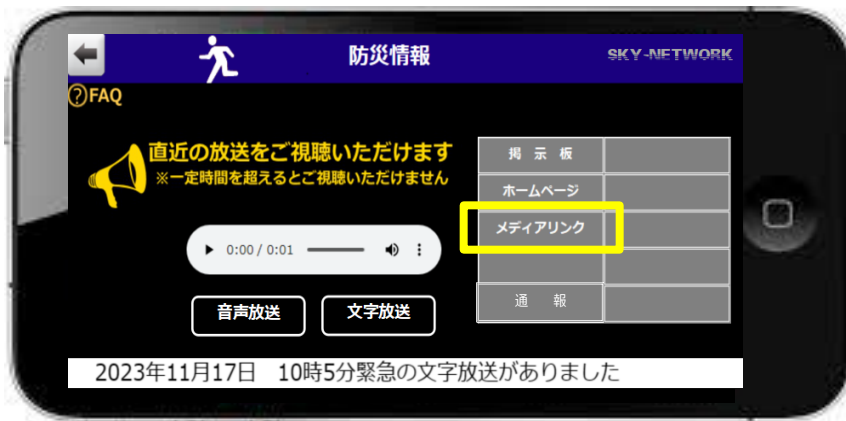 防災情報
SKY-NETWORK
?FAQ
直近の放送をご視聴いただけます
※一定時間を超えるとご視聴いただけません
掲 示 板
ホームページ
メディアリンク
通 報
0:00 / 0:01
音声放送
文字放送
2023年11月17日 10時5分緊急の文字放送がありました